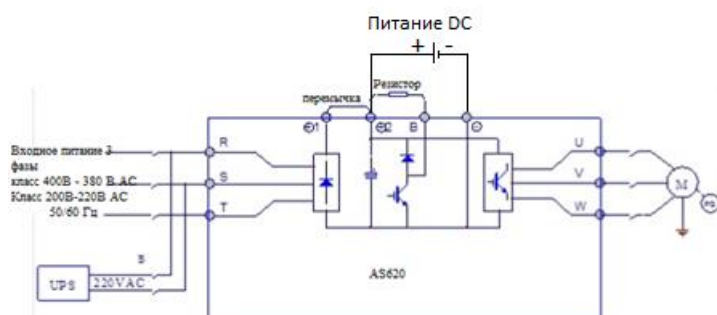 Питание DC
+ -
Резистор
перемычка
⊕1 ⊕2 B ⊖
Входное питание 3
фазы
класс 400В - 380 В AC
Класс 200В-220В AC
50/60 Гц
R
S
T
U
V
W
M
PG
В
UPS
220VAC
AS620